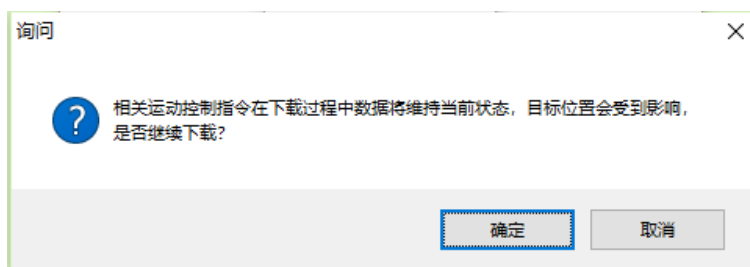 询问
相关运动控制指令在下载过程中数据将维持当前状态，目标位置会受到影响，
是否继续下载?
确定
取消